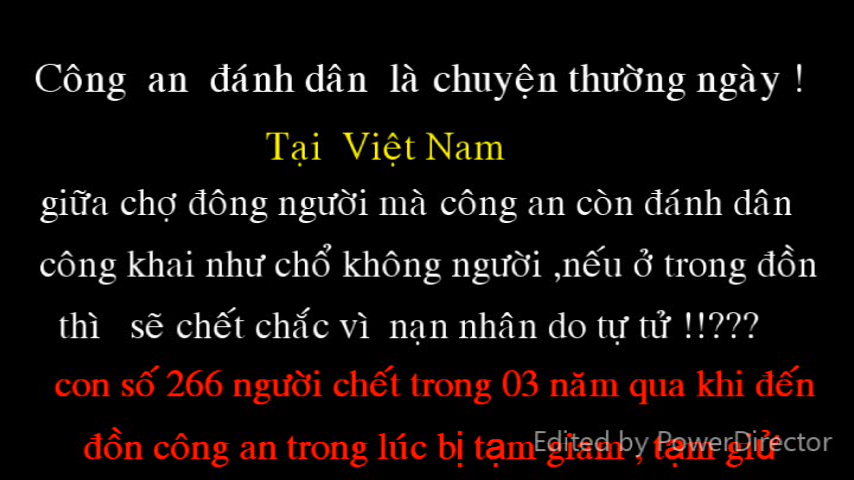 Công an đánh dân là chuyện thường ngày !
Tại Việt Nam
giữa chợ đông người mà công an còn đánh dân
công khai như chổ không người ,nếu ở trong đồn
thì sẽ chết chắc vì nạn nhân do tự tử !!???
con số 266 người chết trong 03 năm qua khi đến
đồn công an trong lúc bị tạm giam , tạm giử
Edited by PowerDirector